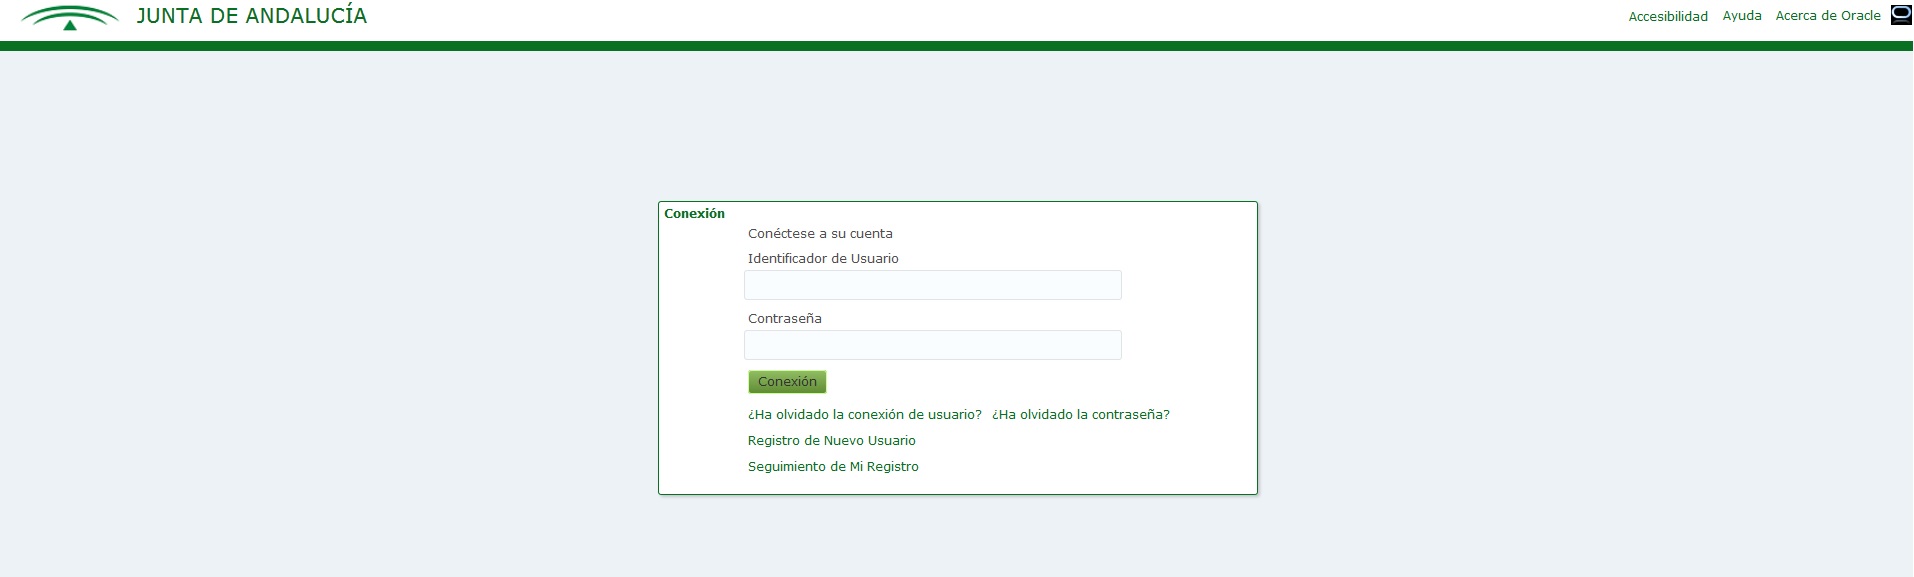 JUNTA DE ANDALUCÍA
Accesibilidad Ayuda Acerca de Oracle
Conexión
Conéctese a su cuenta
Identificador de Usuario
Contraseña
Conexión
¿Ha olvidado la conexión de usuario? ¿Ha olvidado la contraseña?
Registro de Nuevo Usuario
Seguimiento de Mi Registro